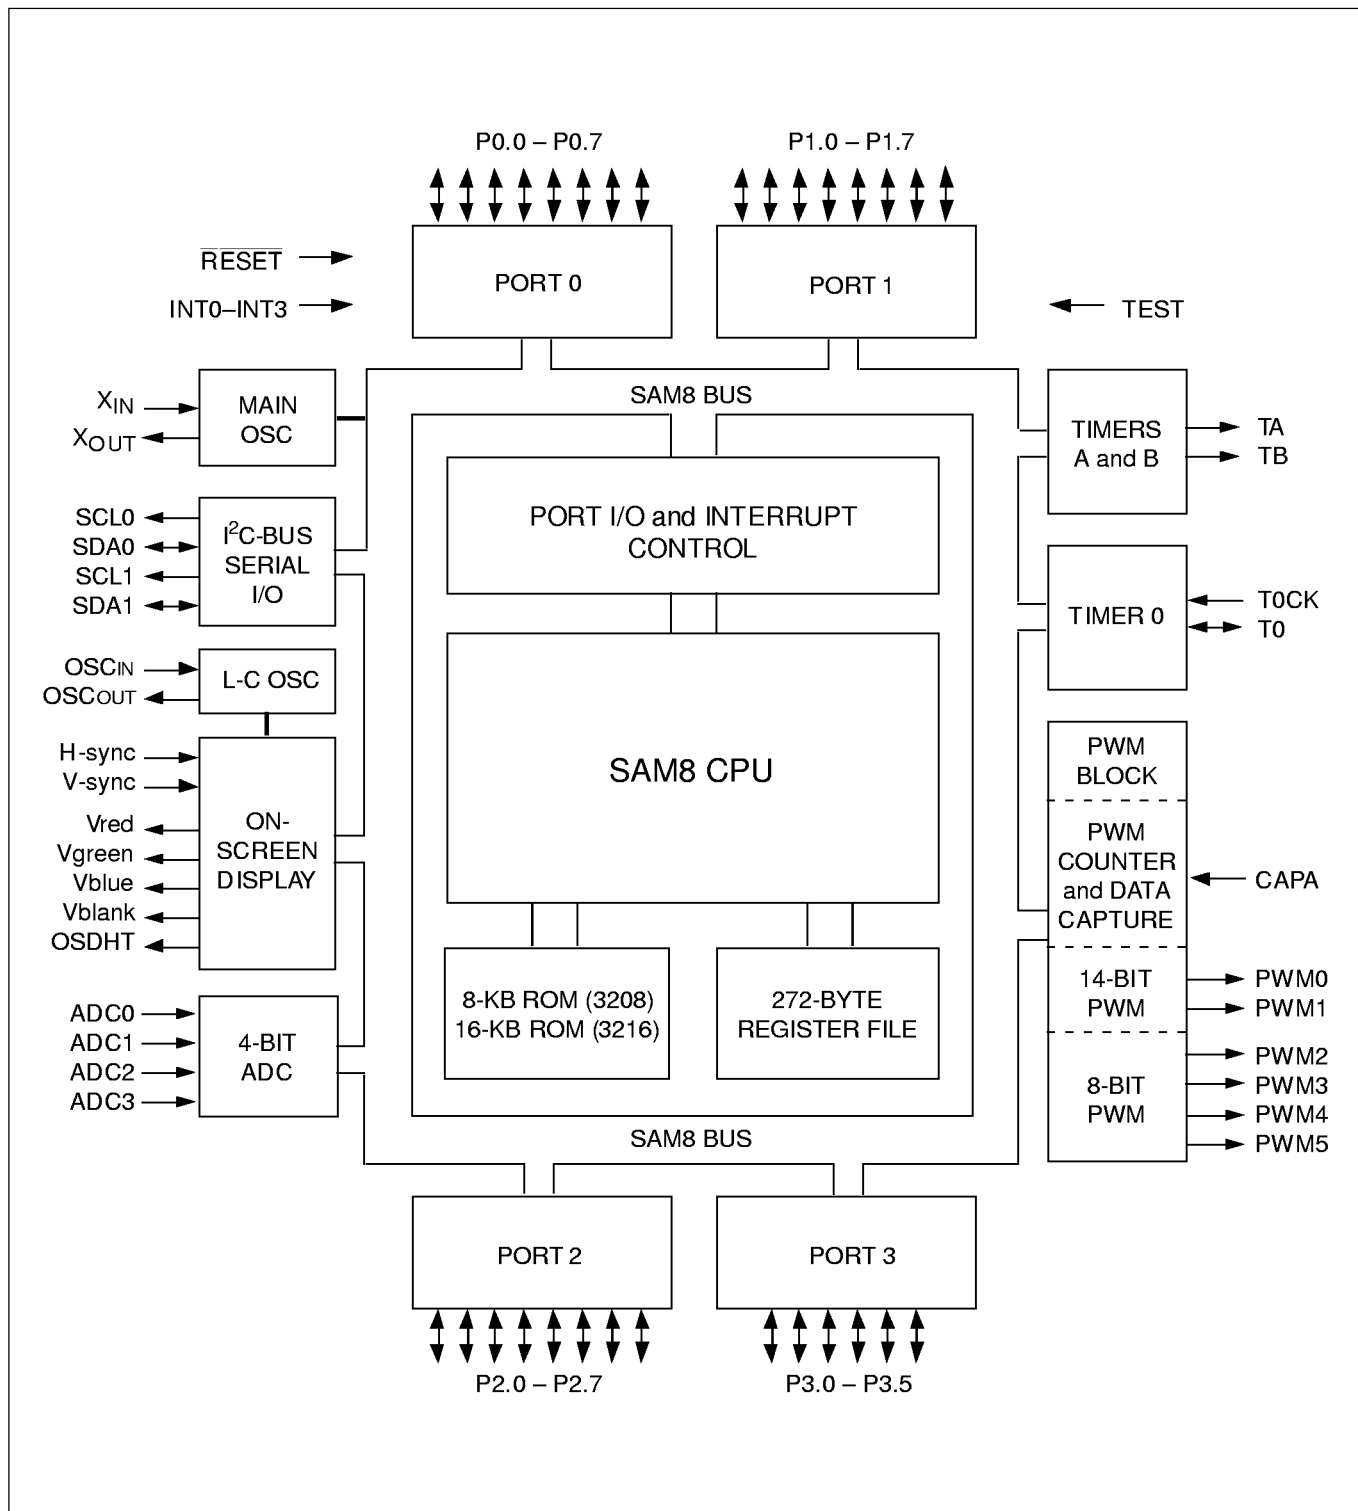 P0.0 – P0.7
P1.0 – P1.7
RESET
INT0–INT3
PORT 0
PORT 1
TEST
SAM8 BUS
XIN
XOUT
MAIN
OSC
TIMERS
A and B
TA
TB
PORT I/O and INTERRUPT
CONTROL
SCL0
SDA0
SCL1
SDA1
I²C-BUS
SERIAL
I/O
TIMER 0
T0CK
T0
OSCIN
OSCOUT
L-C OSC
SAM8 CPU
H-sync
V-sync
Vred
Vgreen
Vblue
Vblank
OSDHT
ON-
SCREEN
DISPLAY
PWM
BLOCK
PWM
COUNTER
and DATA
CAPTURE
CAPA
14-BIT
PWM
PWM0
PWM1
8-BIT
PWM
PWM2
PWM3
PWM4
PWM5
8-KB ROM (3208)
16-KB ROM (3216)
272-BYTE
REGISTER FILE
ADC0
ADC1
ADC2
ADC3
4-BIT
ADC
SAM8 BUS
PORT 2
PORT 3
P2.0 – P2.7
P3.0 – P3.5